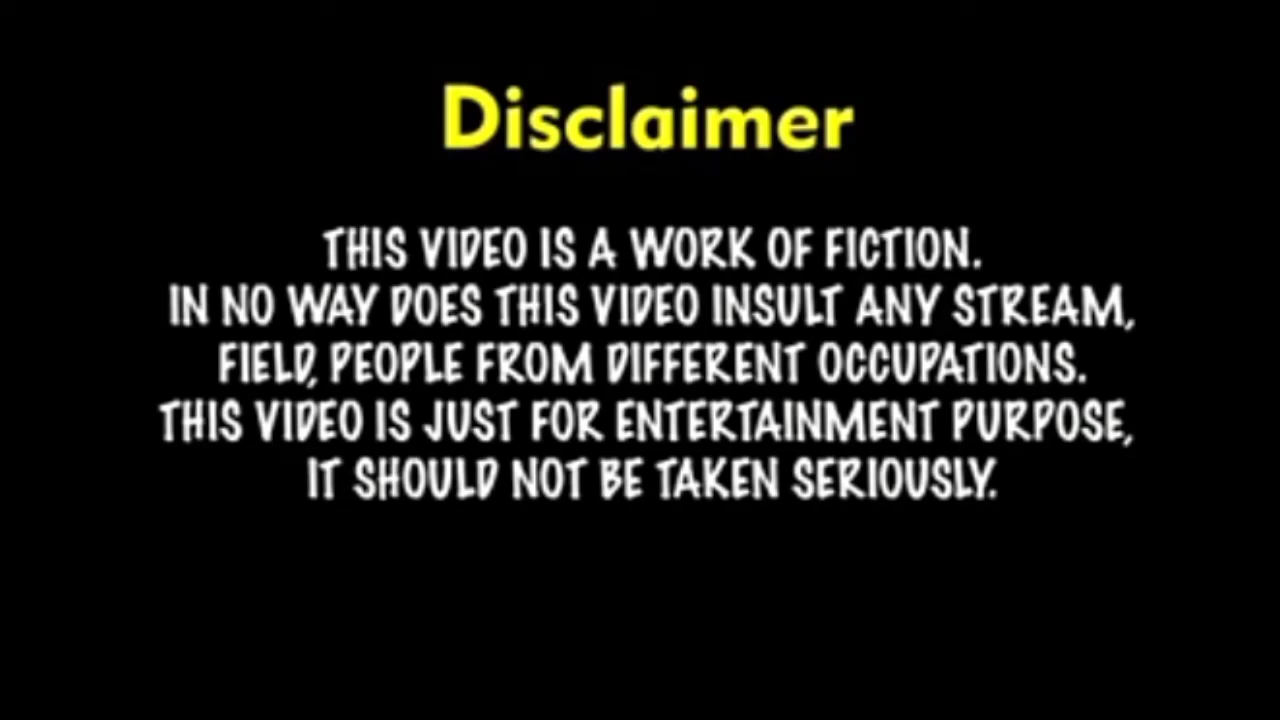 Disclaimer
THIS VIDEO IS A WORK OF FICTION.
IN NO WAY DOES THIS VIDEO INSULT ANY STREAM,
FIELD, PEOPLE FROM DIFFERENT OCCUPATIONS.
THIS VIDEO IS JUST FOR ENTERTAINMENT PURPOSE,
IT SHOULD NOT BE TAKEN SERIOUSLY.